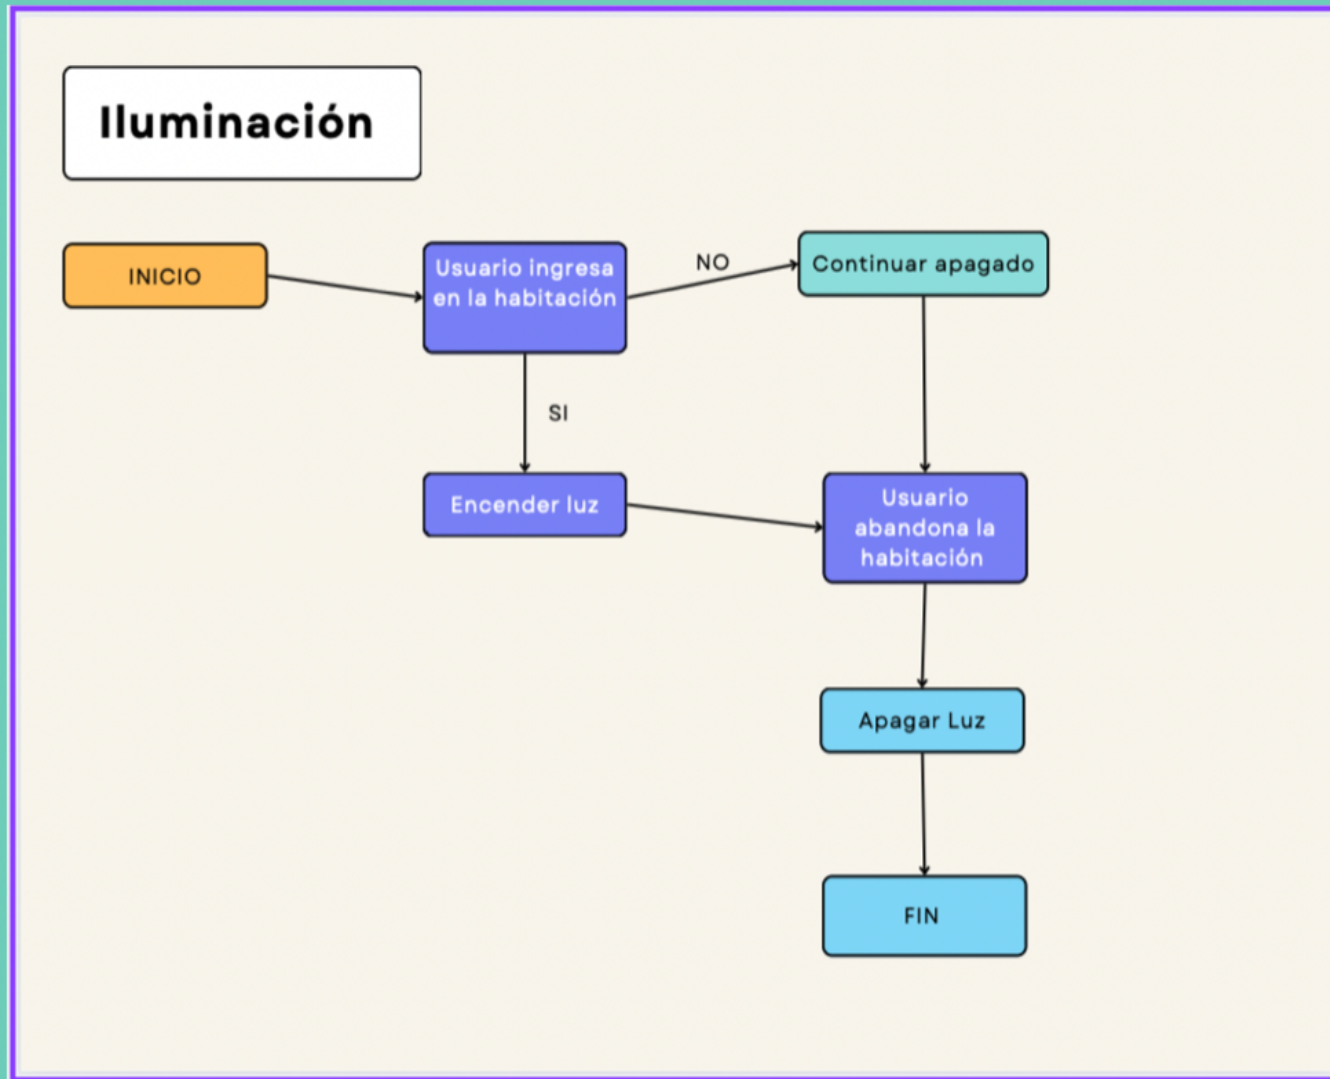 Iluminación
INICIO
Usuario ingresa
en la habitación
NO
Continuar apagado
SI
Encender luz
Usuario
abandona la
habitación
Apagar Luz
FIN